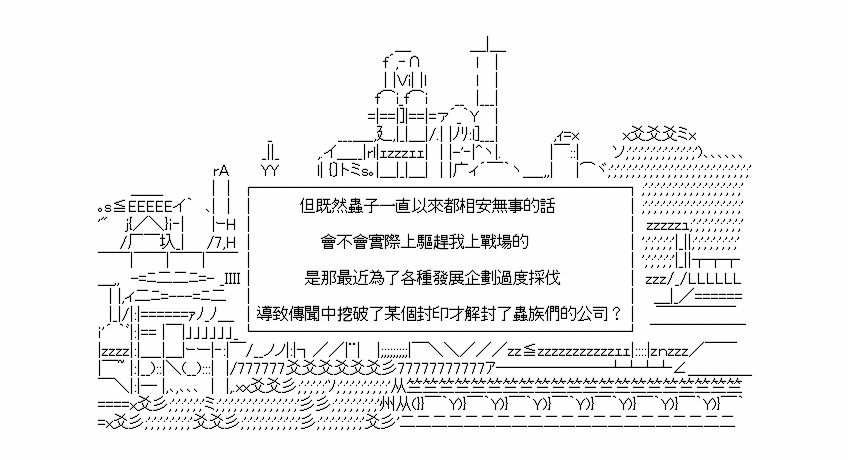 但既然蟲子一直以來都相安無事的話
會不會實際上驅趕我上戰場的
是那最近為了各種發展企劃過度採伐
導致傳聞中挖破了某個封印才解封了蟲族們的公司？